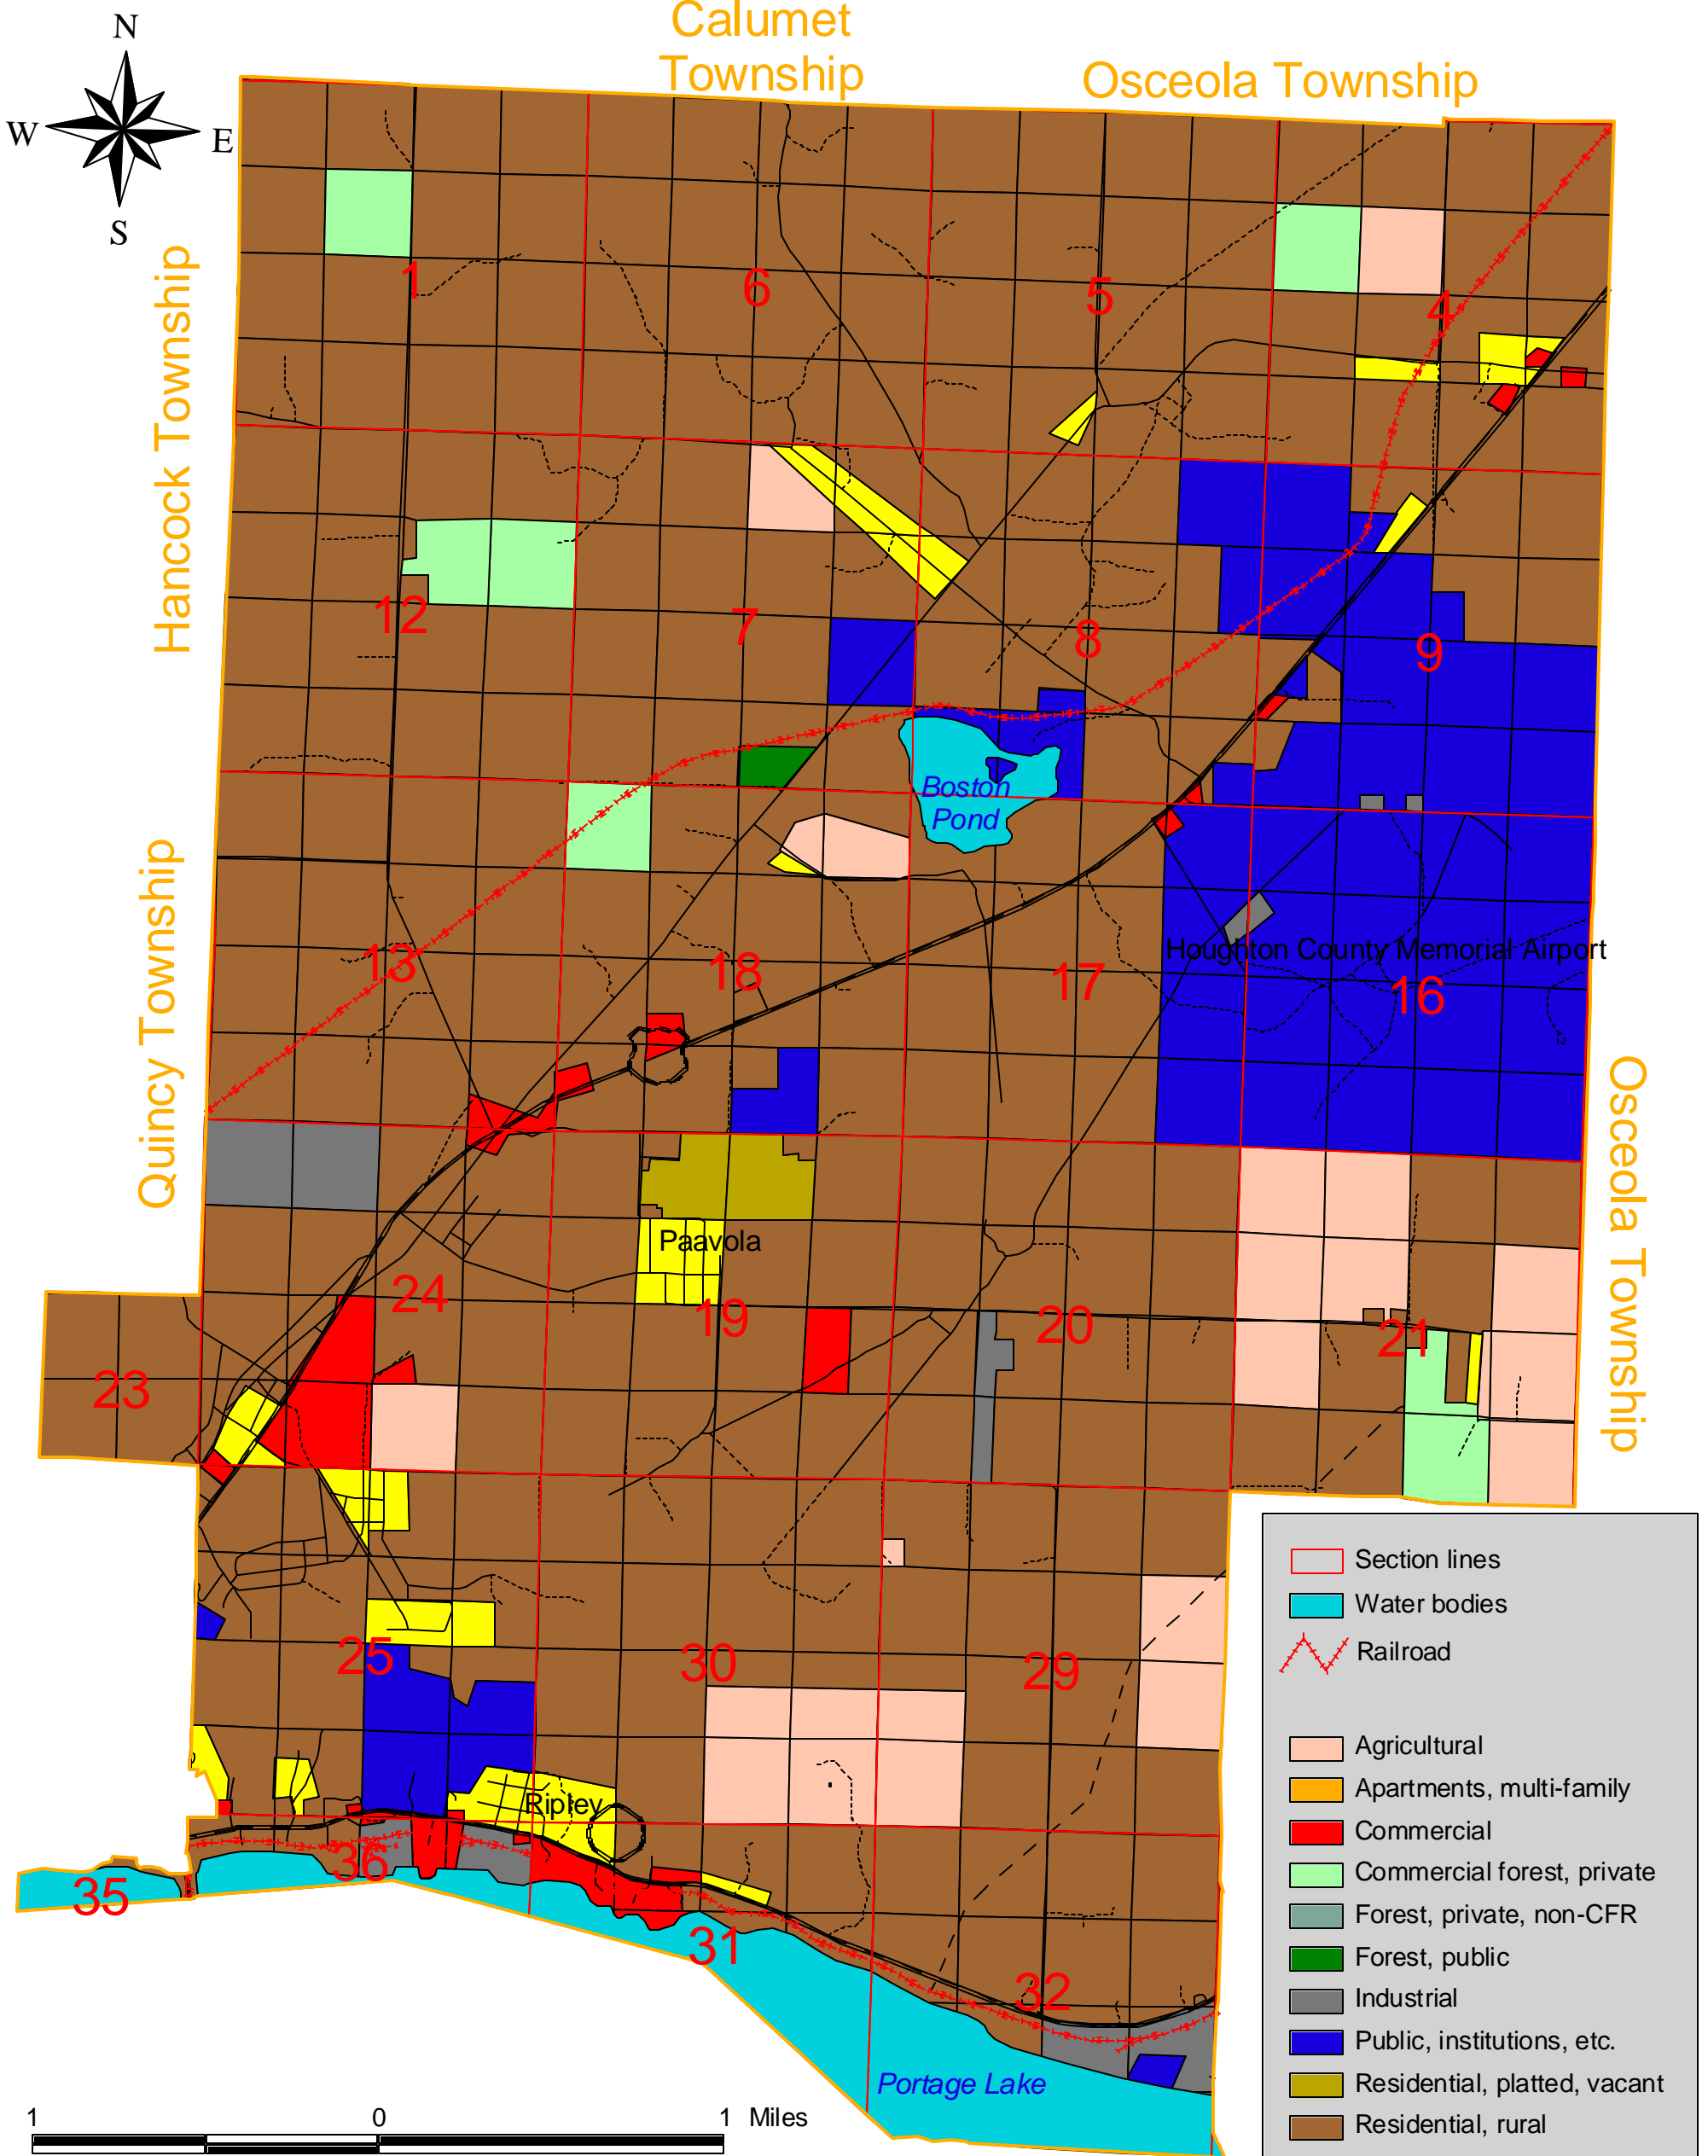 Calumet
Township
Osceola Township
N
W
E
S
Hancock Township
Quincy Township
Osceola Township
1
6
5
4
12
7
8
9
Boston
Pond
Houghton County Memorial Airport
13
18
17
16
Paavola
24
19
20
21
23
25
30
29
Ripley
36
35
31
32
Portage Lake
1 0 1 Miles
Section lines
Water bodies
Railroad
Agricultural
Apartments, multi-family
Commercial
Commercial forest, private
Forest, private, non-CFR
Forest, public
Industrial
Public, institutions, etc.
Residential, platted, vacant
Residential, rural